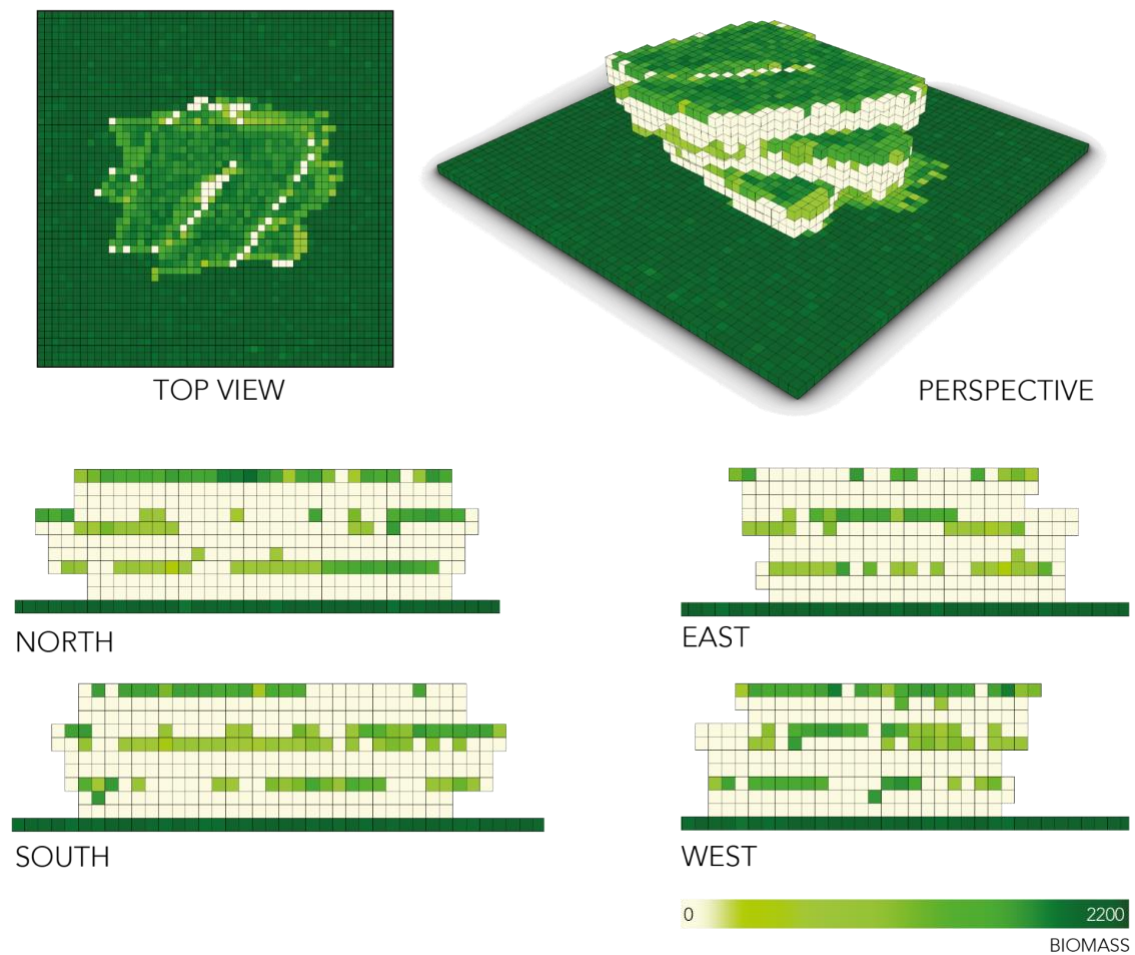 TOP VIEW
PERSPECTIVE
NORTH
EAST
SOUTH
WEST
0
2200
BIOMASS